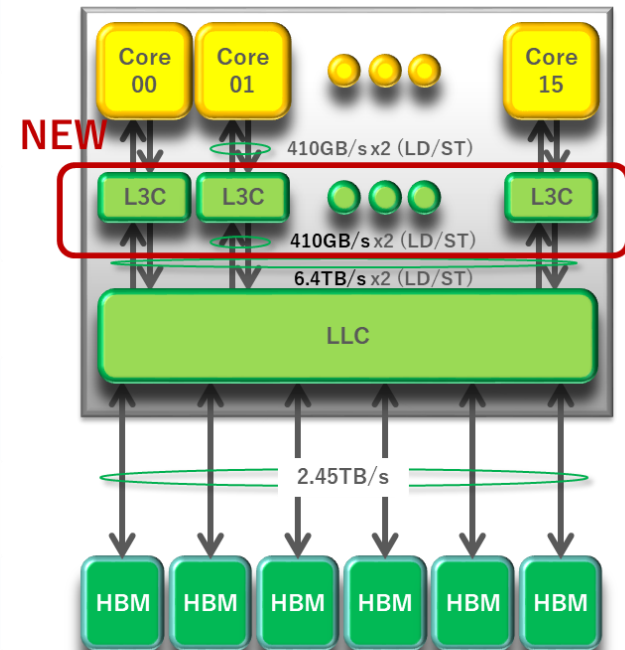 Core
00
Core
01
Core
15
NEW
410GB/s x2 (LD/ST)
L3C
L3C
L3C
410GB/s x2 (LD/ST)
6.4TB/s x2 (LD/ST)
LLC
2.45TB/s
HBM
HBM
HBM
HBM
HBM
HBM